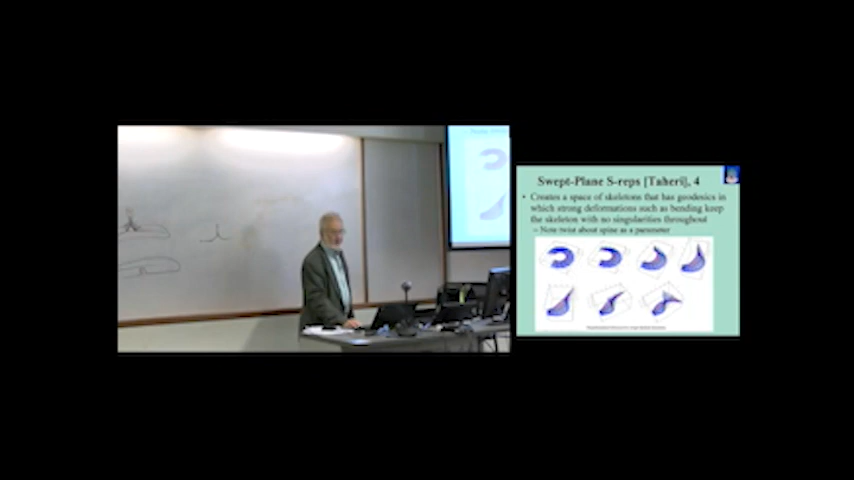 Swept-Plane S-reps [Taheri], 4
• Creates a space of skeletons that has geodesics in
which strong deformations such as bending keep
the skeleton with no singularities throughout
– Note twist about spine as a parameter